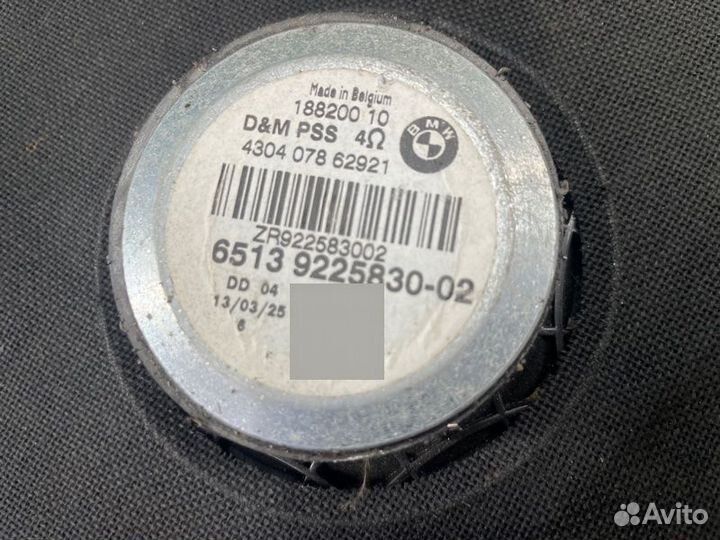 Made in Belgium
188200 10
D&M PSS 4Ω
BMW
4304 078 62921
ZR922583002
6513 9225830-02
DD 04
13/03/25
6
Avito